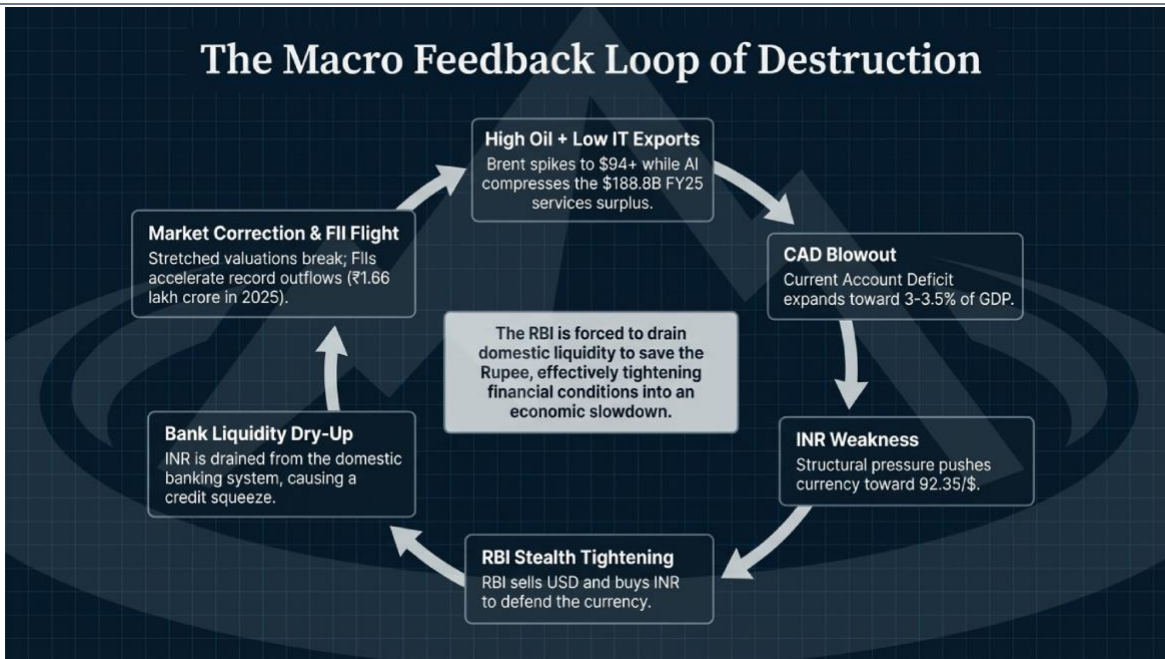 The Macro Feedback Loop of Destruction
High Oil + Low IT Exports
Brent spikes to $94+ while AI
compresses the $188.8B FY25
services surplus.
CAD Blowout
Current Account Deficit
expands toward 3-3.5% of GDP.
INR Weakness
Structural pressure pushes
currency toward 92.35/$.
RBI Stealth Tightening
RBI sells USD and buys INR
to defend the currency.
Bank Liquidity Dry-Up
INR is drained from the domestic
banking system, causing a
credit squeeze.
Market Correction & FII Flight
Stretched valuations break; FIIs
accelerate record outflows (₹1.66
lakh crore in 2025).
The RBI is forced to drain
domestic liquidity to save the
Rupee, effectively tightening
financial conditions into an
economic slowdown.